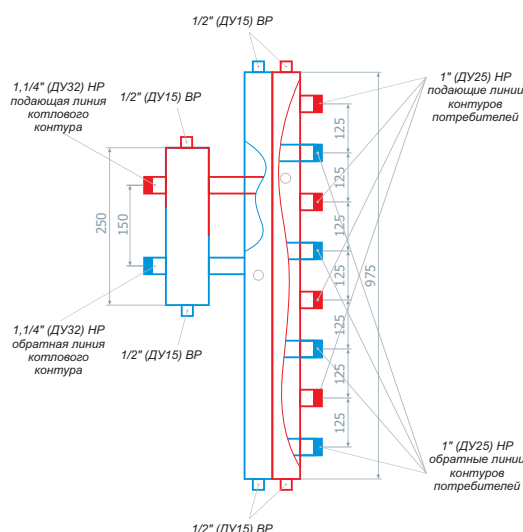 1/2" (ДУ15) ВР
1" (ДУ25) НР
подающие линии
контуров
потребителей
1,1/4" (ДУ32) НР
подающая линия
котлового
контура
1/2" (ДУ15) ВР
125
125
125
125
125
125
125
975
250
150
1,1/4" (ДУ32) НР
обратная линия
котлового
контура
1/2" (ДУ15) ВР
1" (ДУ25) НР
обратные линии
контуров
потребителей
1/2" (ДУ15) ВР